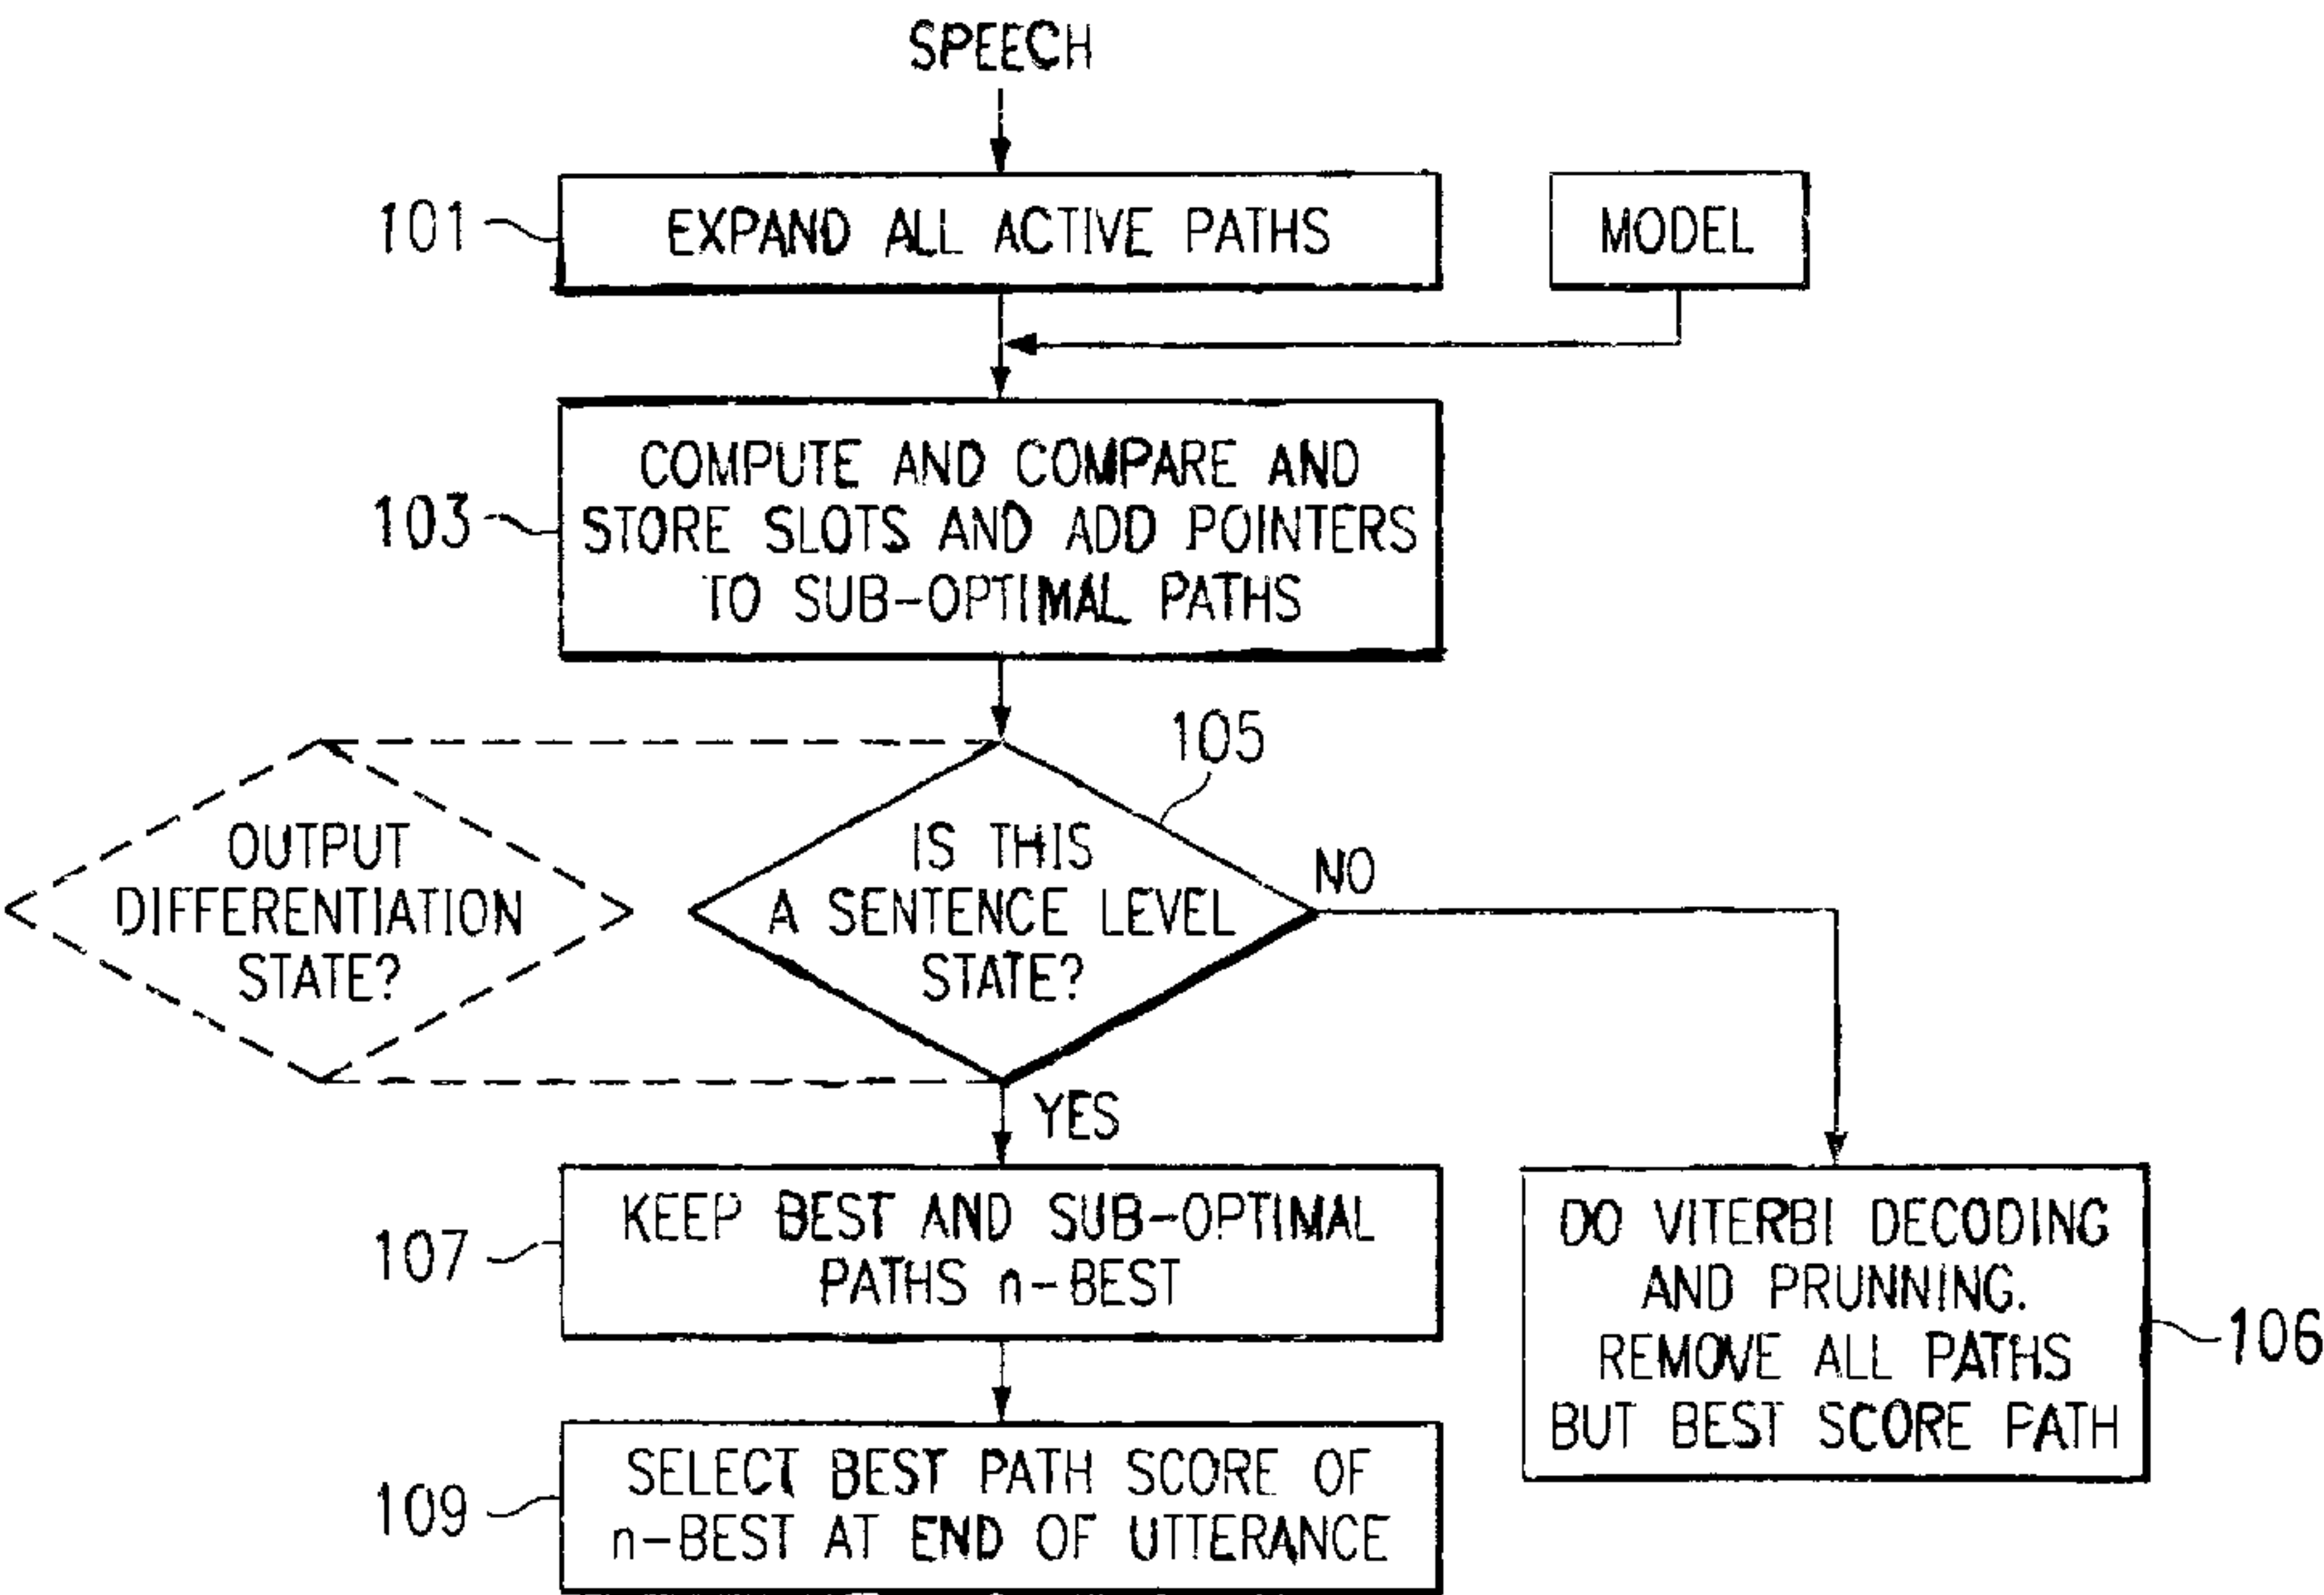 SPEECH
101
EXPAND ALL ACTIVE PATHS
MODEL
103
COMPUTE AND COMPARE AND
STORE SLOTS AND ADD POINTERS
TO SUB-OPTIMAL PATHS
105
OUTPUT
DIFFERENTIATION
STATE?
IS THIS
A SENTENCE LEVEL
STATE?
NO
YES
107
KEEP BEST AND SUB-OPTIMAL
PATHS n-BEST
DO VITERBI DECODING
AND PRUNNING.
REMOVE ALL PATHS
BUT BEST SCORE PATH
106
109
SELECT BEST PATH SCORE OF
n-BEST AT END OF UTTERANCE